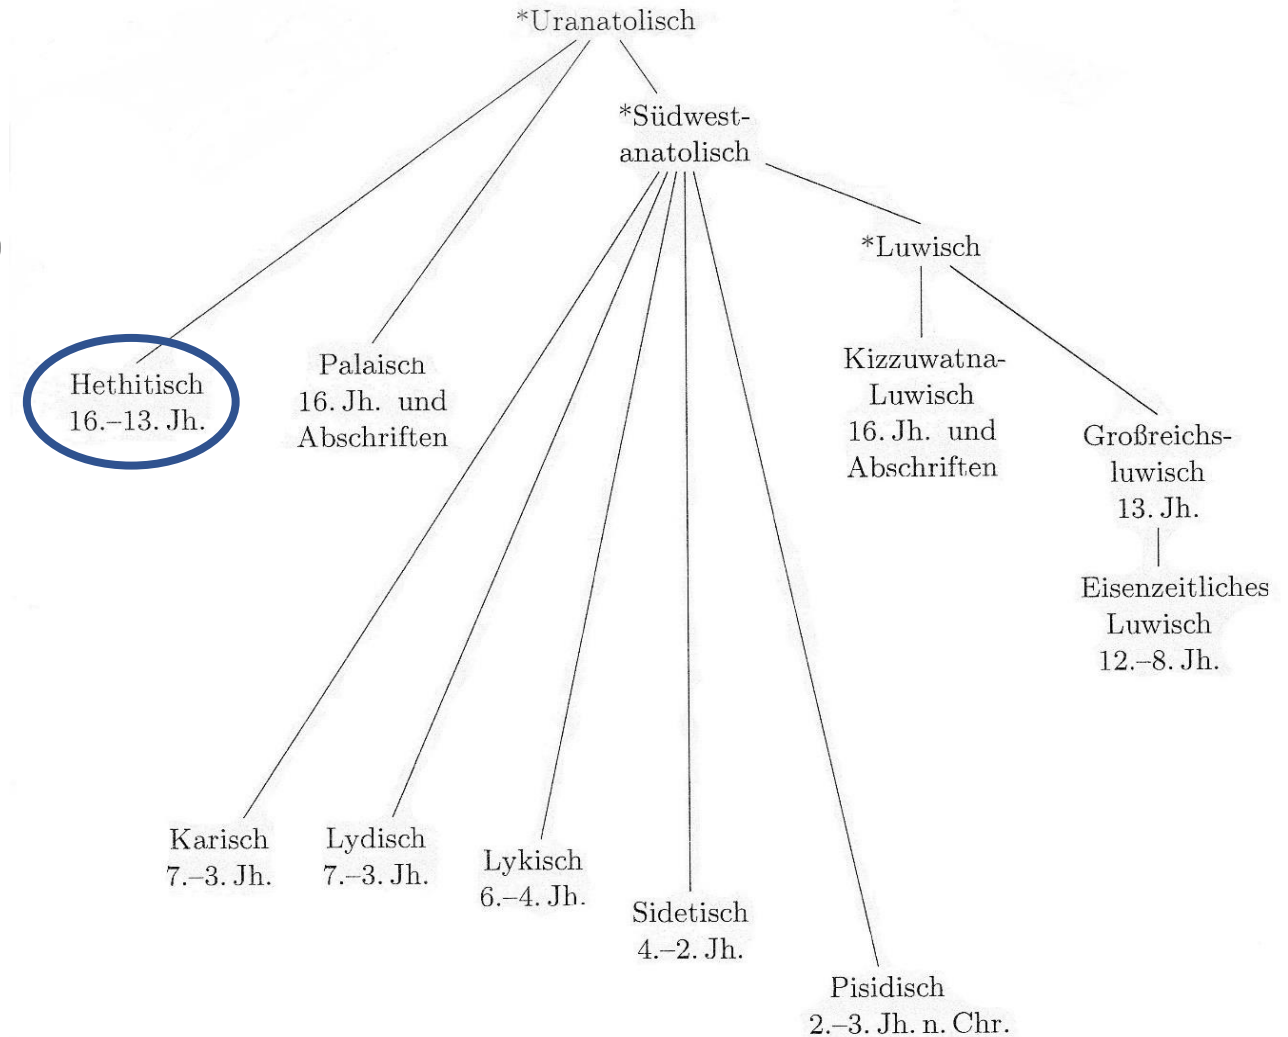 *Uranatolisch
*Südwest-
anatolisch
*Luwisch
Hethitisch
16.–13. Jh.
Palaisch
16. Jh. und
Abschriften
Kizzuwatna-
Luwisch
16. Jh. und
Abschriften
Großreichs-
luwisch
13. Jh.
Eisenzeitliches
Luwisch
12.–8. Jh.
Karisch
7.–3. Jh.
Lydisch
7.–3. Jh.
Lykisch
6.–4. Jh.
Sidetisch
4.–2. Jh.
Pisidisch
2.–3. Jh. n. Chr.